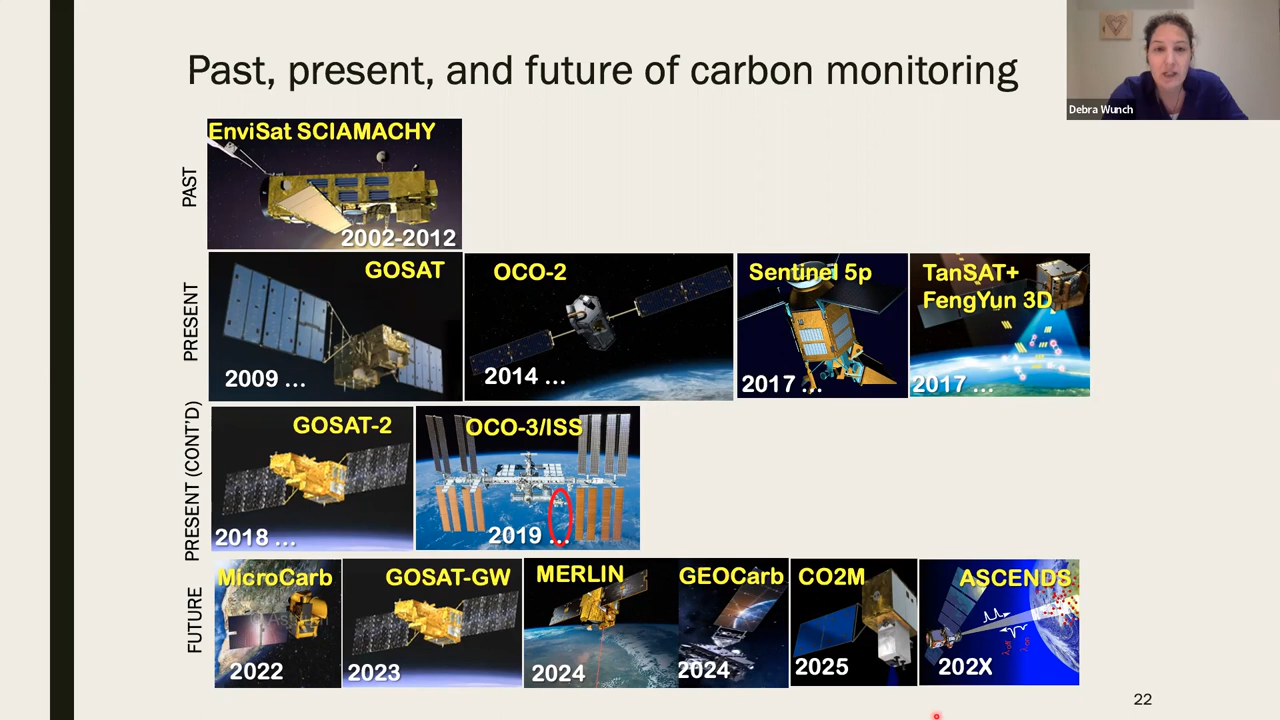 Past, present, and future of carbon monitoring
Debra Wunch
PAST
EnviSat SCIAMACHY
2002-2012
PRESENT
GOSAT
2009 ...
OCO-2
2014 ...
Sentinel 5p
2017 ...
TanSAT+
FengYun 3D
2017 ...
PRESENT (CONT'D)
GOSAT-2
2018 ...
OCO-3/ISS
2019 ...
FUTURE
MicroCarb
2022
GOSAT-GW
2023
MERLIN
2024
GEOCarb
2024
CO2M
2025
ASCENDS
λoff
λon
202X
22